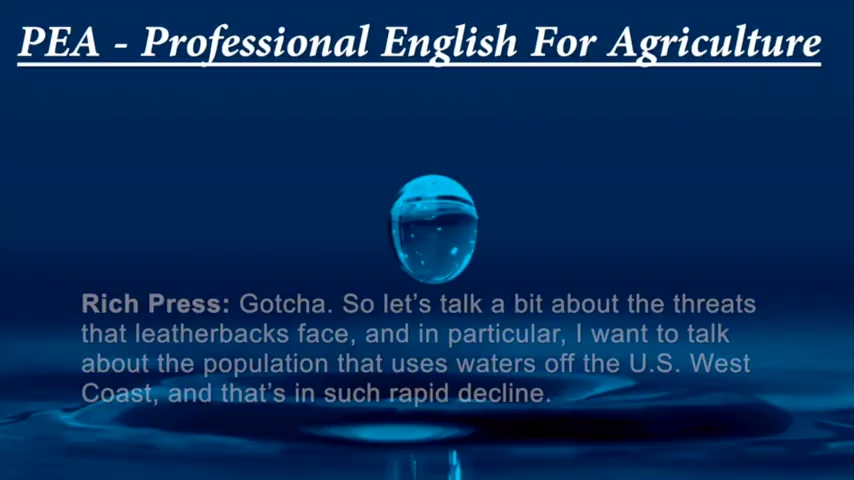 PEA - Professional English For Agriculture
Rich Press: Gotcha. So let's talk a bit about the threats
that leatherbacks face, and in particular, I want to talk
about the population that uses waters off the U.S. West
Coast, and that's in such rapid decline.